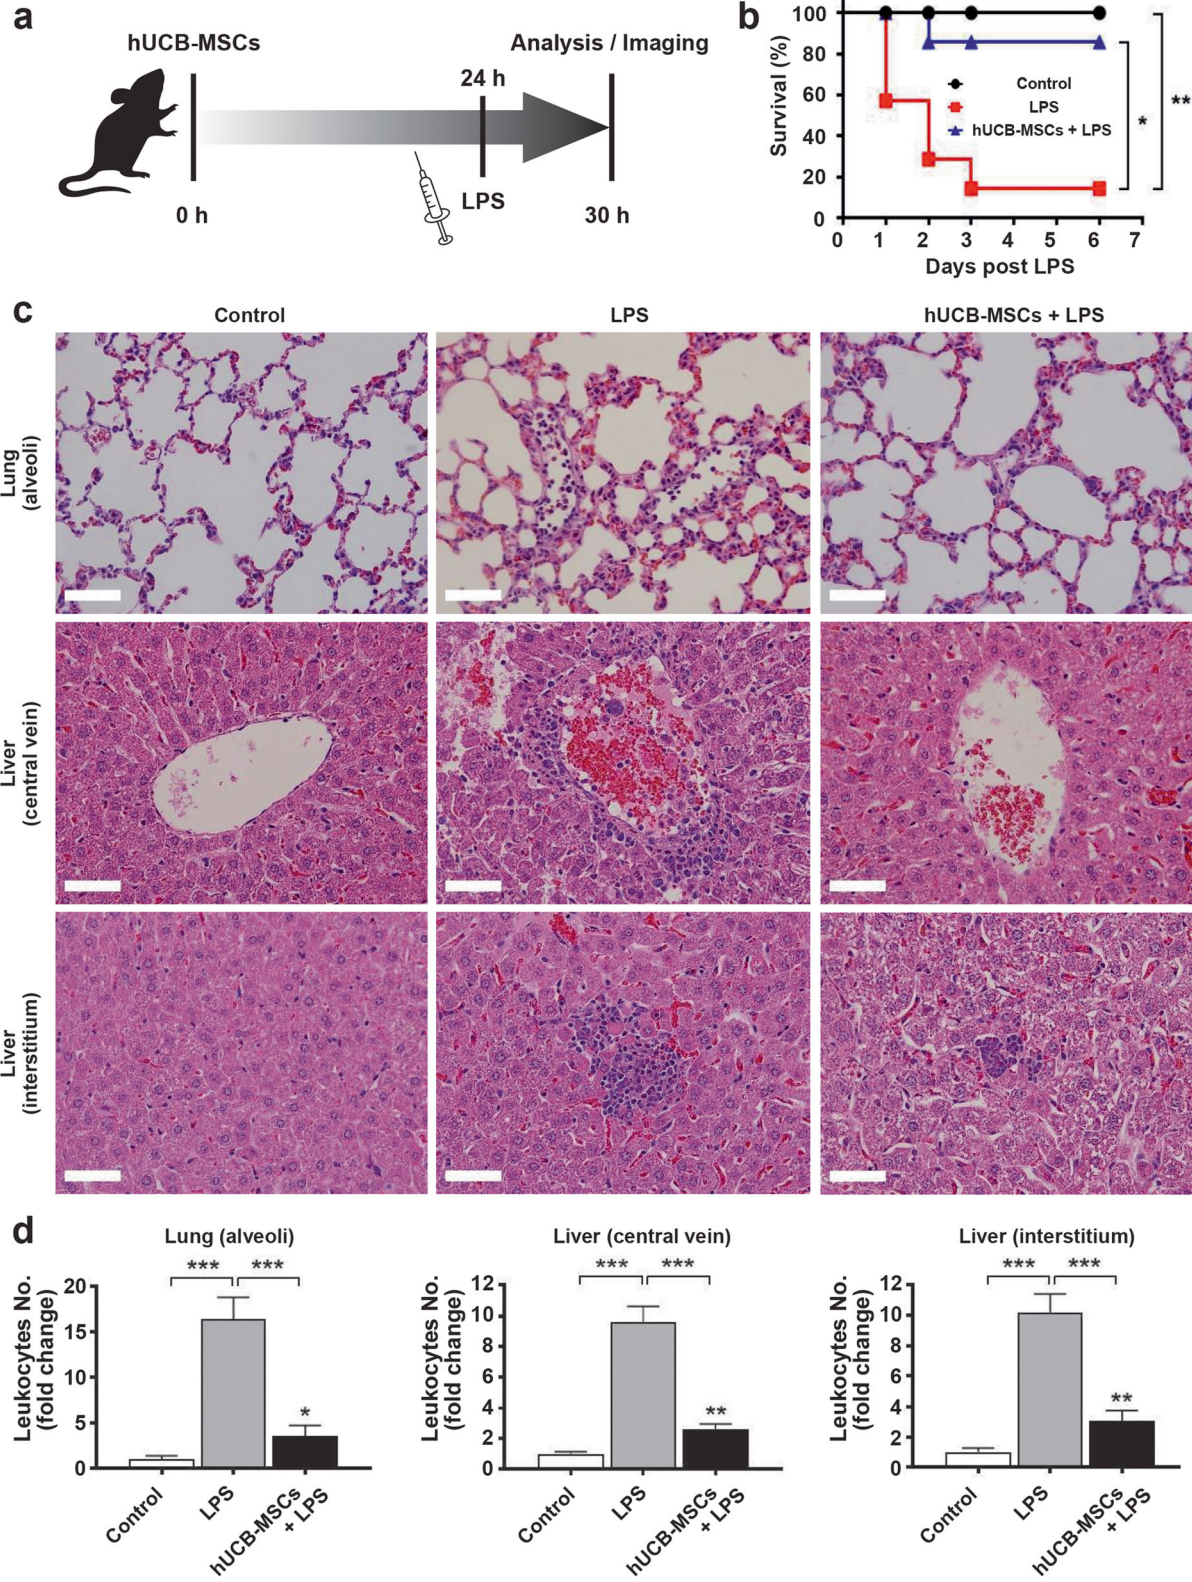 a
hUCB-MSCs
Analysis / Imaging
24 h
LPS
0 h
30 h
b
Survival (%)
100
80
60
40
20
0
0 1 2 3 4 5 6 7
Days post LPS
Control
LPS
hUCB-MSCs + LPS
*
**
c
Control
LPS
hUCB-MSCs + LPS
Lung
(alveoli)
Liver
(central vein)
Liver
(interstitium)
d
Lung (alveoli)
Leukocytes No.
(fold change)
20
15
10
5
0
***
***
*
Control
LPS
hUCB-MSCs
+ LPS
Liver (central vein)
Leukocytes No.
(fold change)
12
10
8
6
4
2
0
***
***
**
Control
LPS
hUCB-MSCs
+ LPS
Liver (interstitium)
Leukocytes No.
(fold change)
12
10
8
6
4
2
0
***
***
**
Control
LPS
hUCB-MSCs
+ LPS